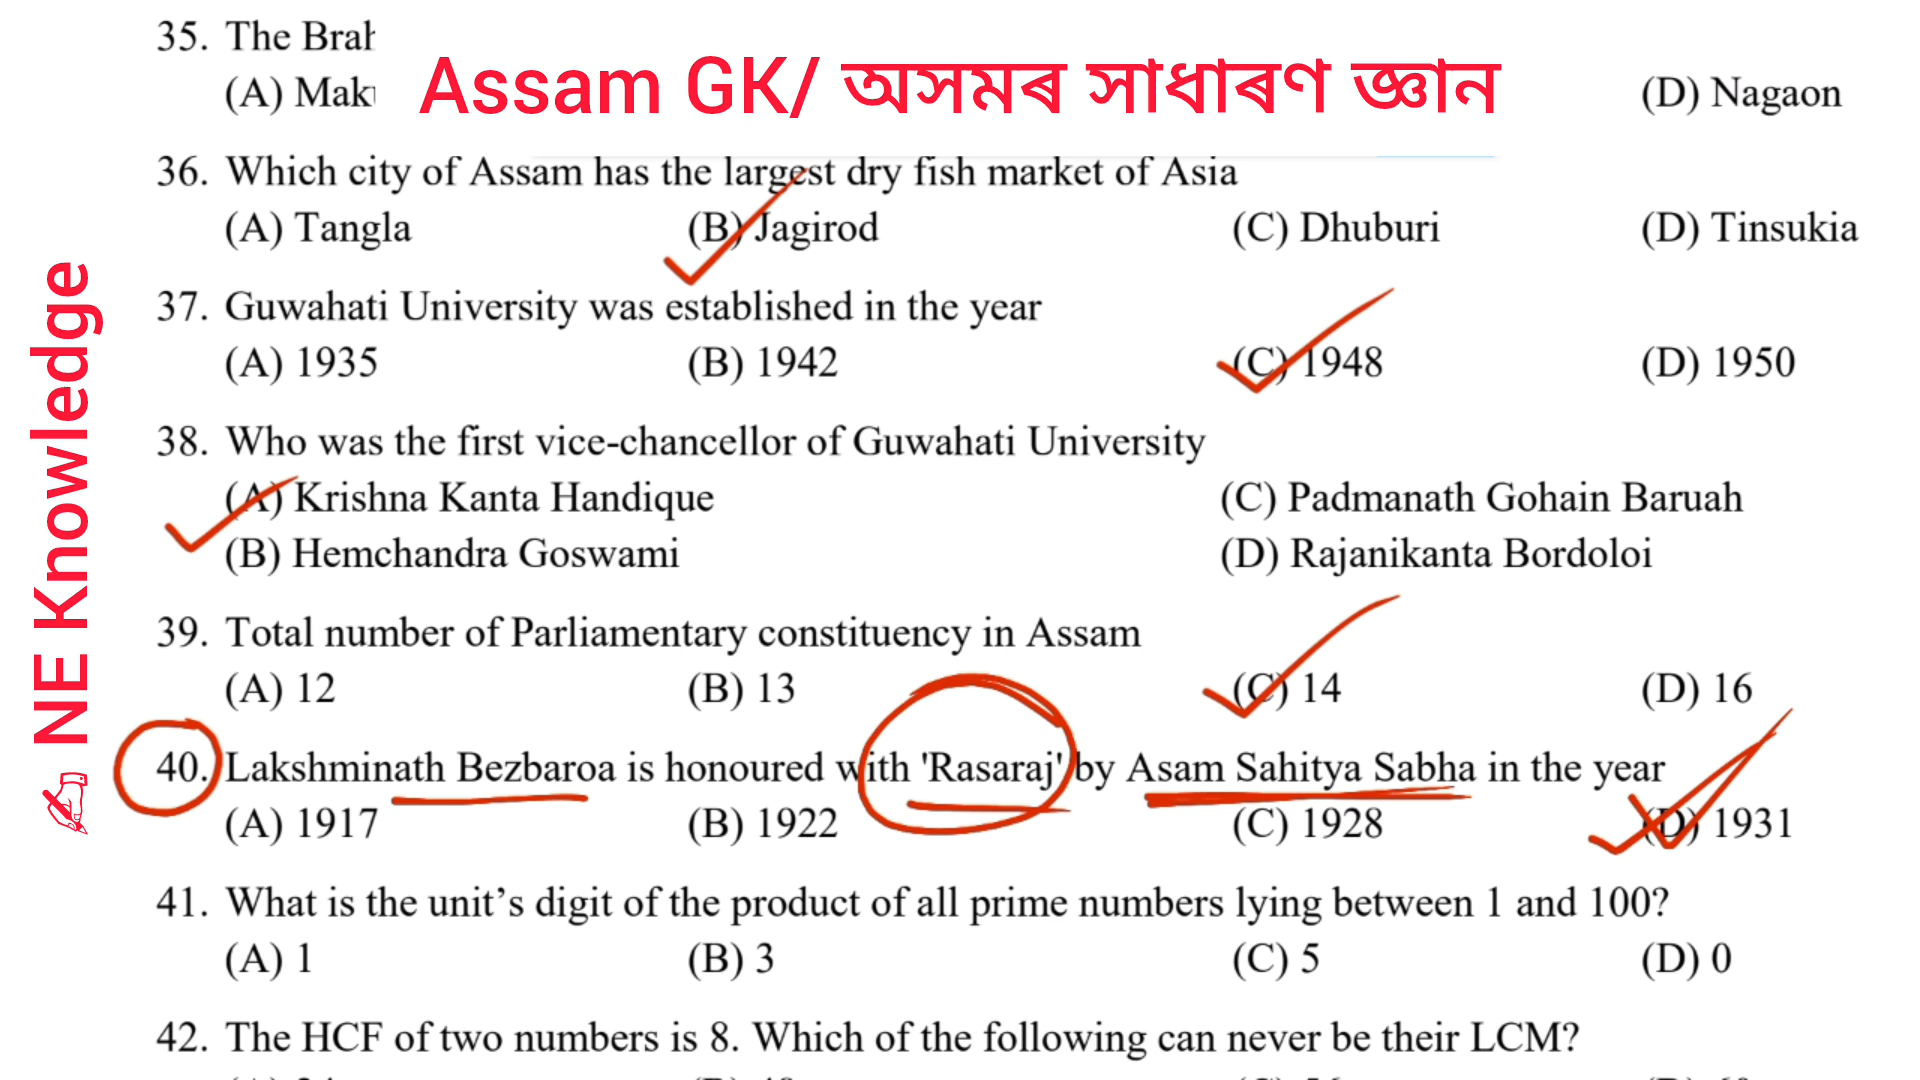 35. The Brah
(A) Mak
Assam GK/ অসমৰ সাধাৰণ জ্ঞান
(D) Nagaon
36. Which city of Assam has the largest dry fish market of Asia
(A) Tangla (B) Jagirod (C) Dhuburi (D) Tinsukia
37. Guwahati University was established in the year
(A) 1935 (B) 1942 (C) 1948 (D) 1950
38. Who was the first vice-chancellor of Guwahati University
(A) Krishna Kanta Handique (C) Padmanath Gohain Baruah
(B) Hemchandra Goswami (D) Rajanikanta Bordoloi
39. Total number of Parliamentary constituency in Assam
(A) 12 (B) 13 (C) 14 (D) 16
40. Lakshminath Bezbaroa is honoured with 'Rasaraj' by Asam Sahitya Sabha in the year
(A) 1917 (B) 1922 (C) 1928 (D) 1931
41. What is the unit’s digit of the product of all prime numbers lying between 1 and 100?
(A) 1 (B) 3 (C) 5 (D) 0
42. The HCF of two numbers is 8. Which of the following can never be their LCM?
✍ NE Knowledge